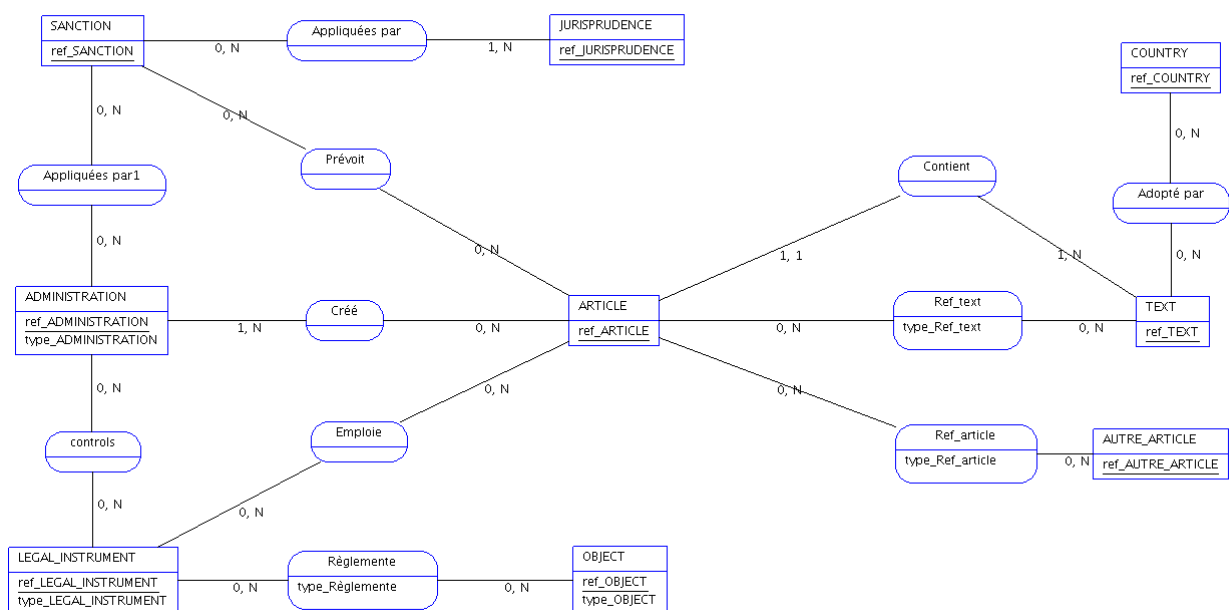 SANCTION
ref_SANCTION
0, N
Appliquées par
1, N
JURISPRUDENCE
ref_JURISPRUDENCE
COUNTRY
ref_COUNTRY
0, N
0, N
0, N
Prévoit
Contient
Appliquées par1
Adopté par
0, N
0, N
1, 1
1, N
0, N
ADMINISTRATION
ref_ADMINISTRATION
type_ADMINISTRATION
1, N
Créé
0, N
ARTICLE
ref_ARTICLE
0, N
Ref_text
type_Ref_text
0, N
TEXT
ref_TEXT
0, N
0, N
0, N
controls
Emploie
Ref_article
type_Ref_article
0, N
AUTRE_ARTICLE
ref_AUTRE_ARTICLE
0, N
0, N
LEGAL_INSTRUMENT
ref_LEGAL_INSTRUMENT
type_LEGAL_INSTRUMENT
0, N
Règlemente
type_Règlemente
0, N
OBJECT
ref_OBJECT
type_OBJECT